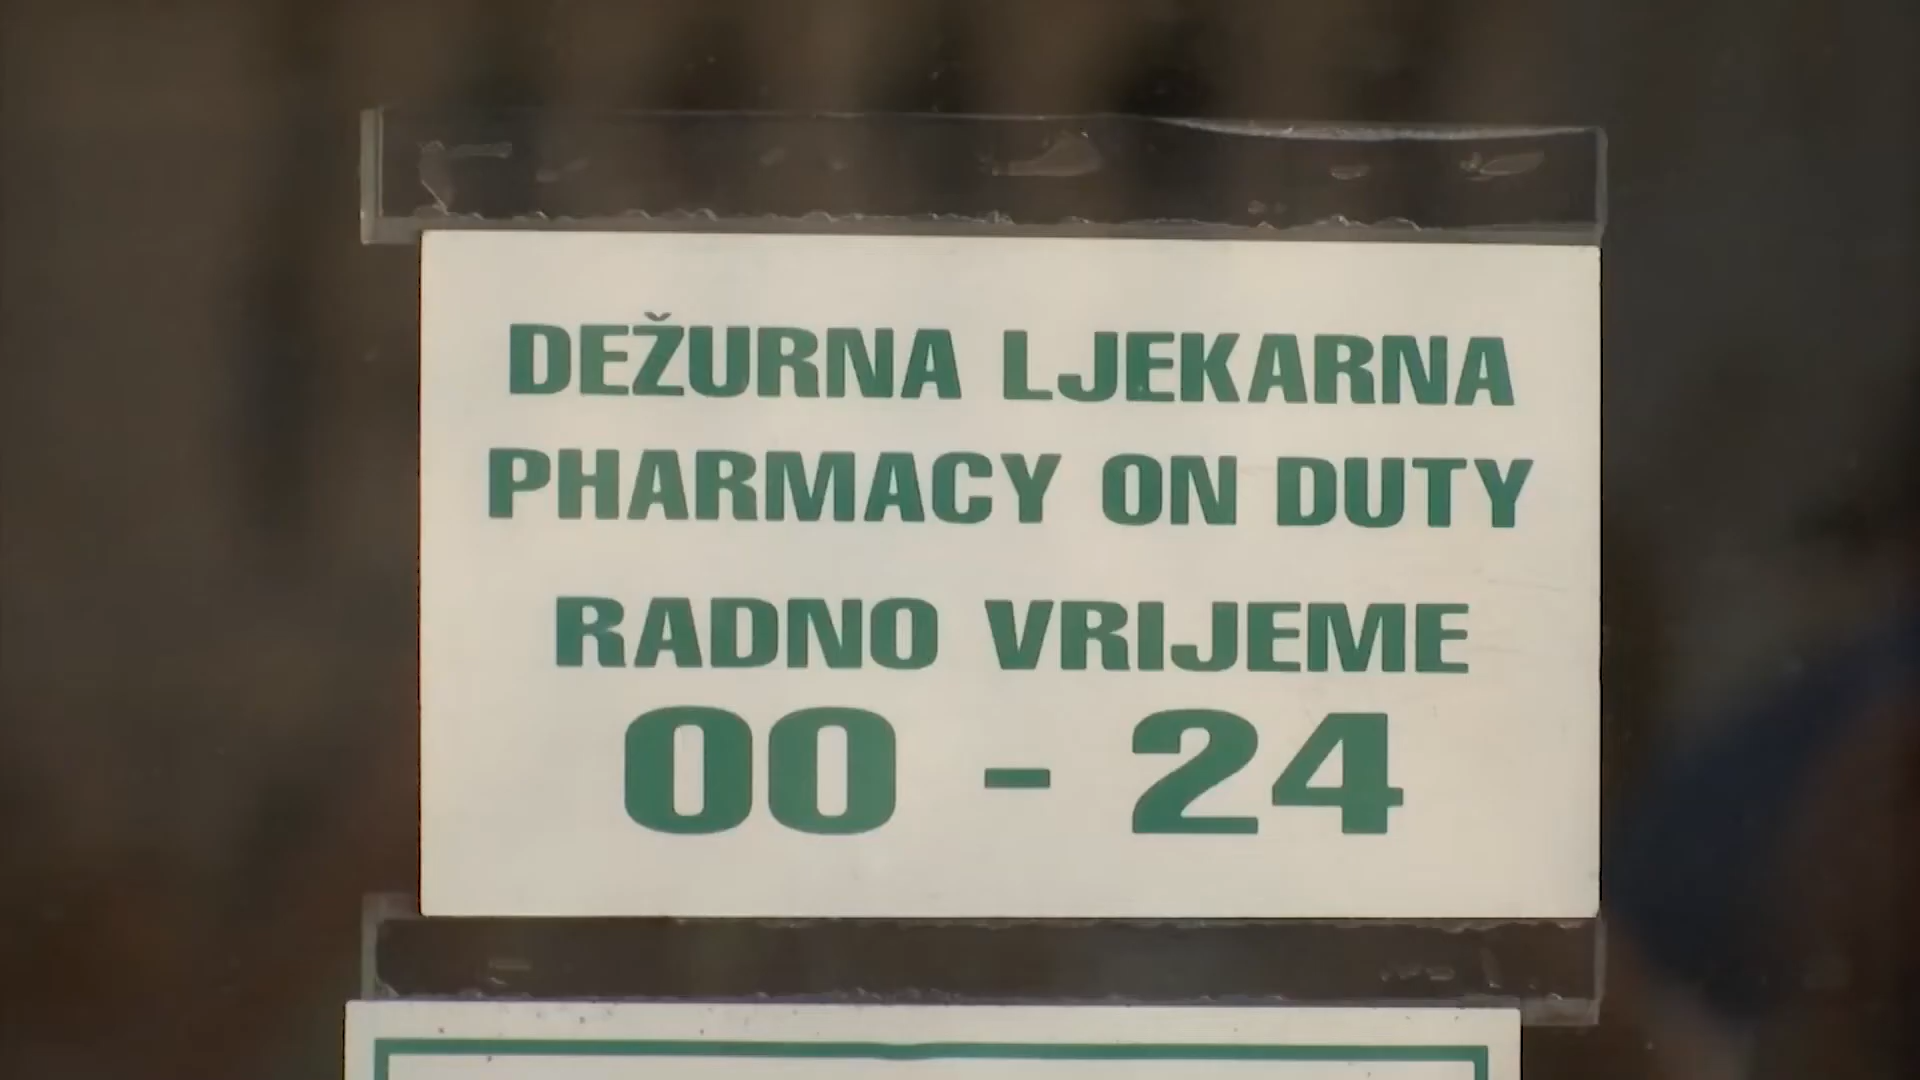 DEŽURNA LJEKARNA
PHARMACY ON DUTY
RADNO VRIJEME
00 - 24